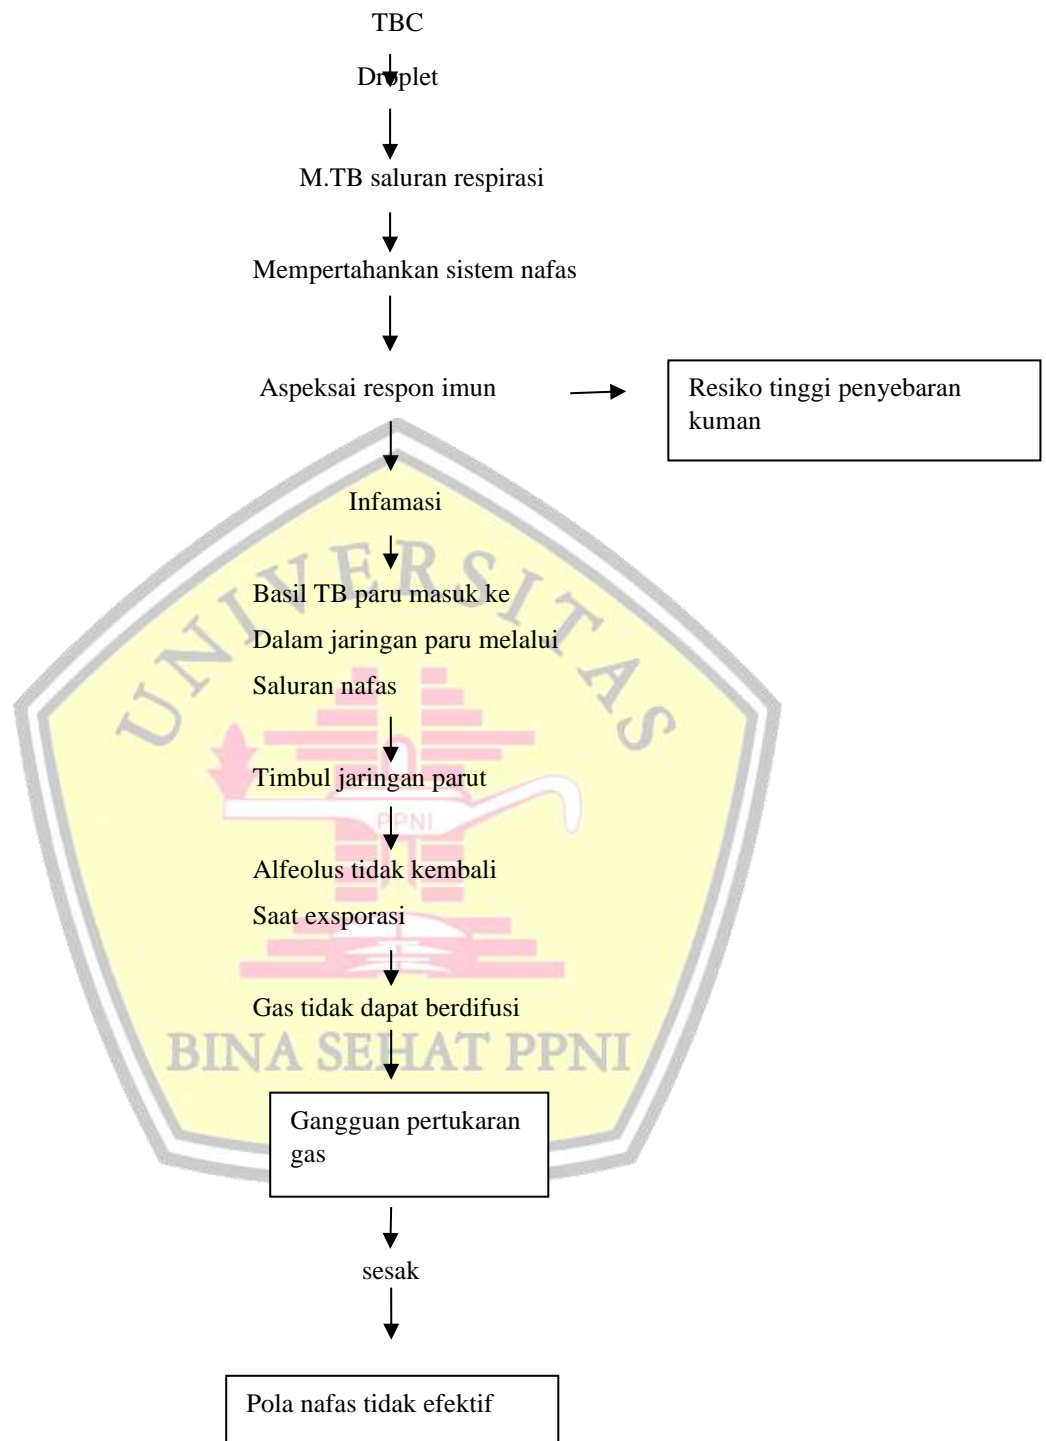 TBC
Droplet
M.TB saluran respirasi
Mempertahankan sistem nafas
Aspeksai respon imun
Resiko tinggi penyebaran
kuman
Infamasi
UNIVERSITAS
Basil TB paru masuk ke
Dalam jaringan paru melalui
Saluran nafas
Timbul jaringan parut
PPNI
Alfeolus tidak kembali
Saat exsporasi
Gas tidak dapat berdifusi
BINA SEHAT PPNI
Gangguan pertukaran
gas
sesak
Pola nafas tidak efektif